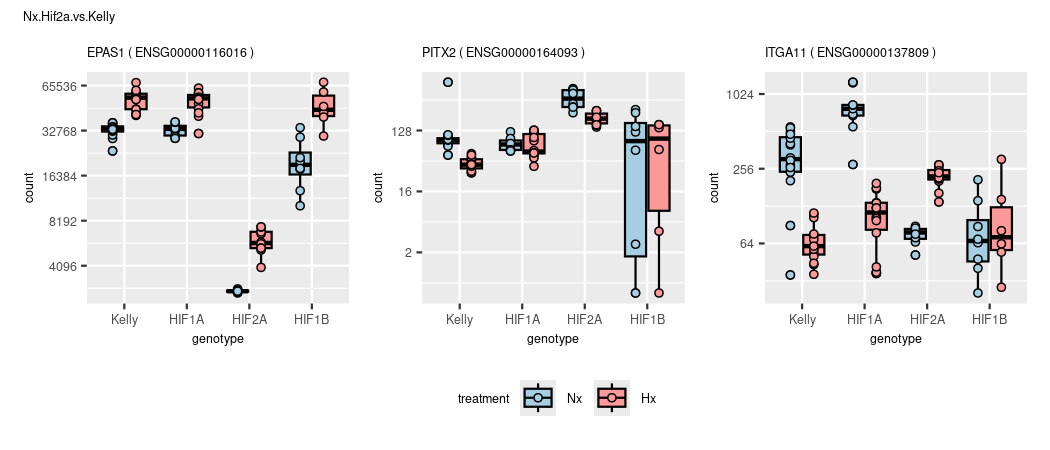 Nx.Hif2a.vs.Kelly
EPAS1 ( ENSG00000116016 )
65536
32768
16384
8192
4096
count
Kelly HIF1A HIF2A HIF1B
genotype
PITX2 ( ENSG00000164093 )
128
16
2
count
Kelly HIF1A HIF2A HIF1B
genotype
ITGA11 ( ENSG00000137809 )
1024
256
64
count
Kelly HIF1A HIF2A HIF1B
genotype
treatment Nx Hx